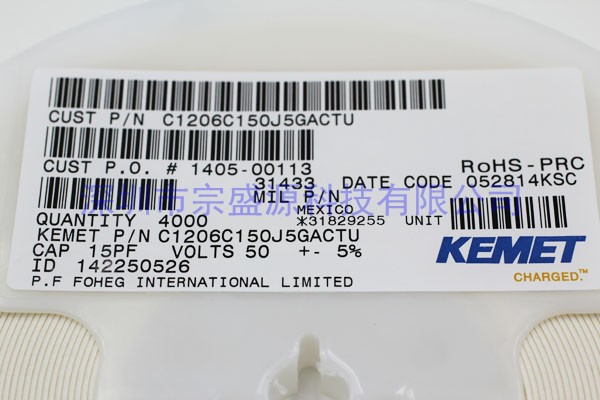 CUST P/N C1206C150J5GACTU
CUST P.O. # 1405-00113
RoHS-PRC
31433 DATE CODE 052814KSC
MIL P/N
深圳市宗盛源科技有限公司
MEXICO
QUANTITY 4000 *31829255 UNIT
KEMET P/N C1206C150J5GACTU
CAP 15PF VOLTS 50 +- 5%
ID 142250526
P.F FOHEG INTERNATIONAL LIMITED
KEMET
CHARGED.™